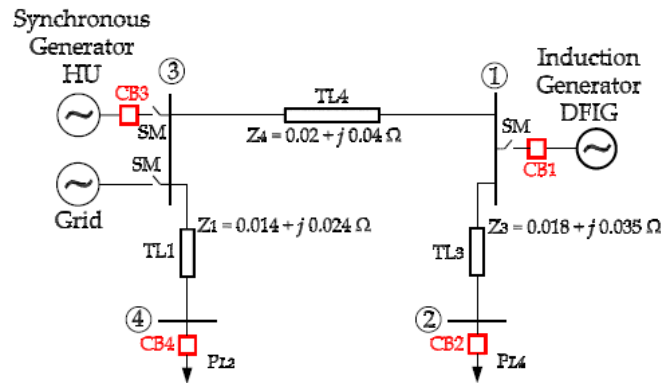 Synchronous
Generator
HU
CB3
SM
③
TL4
Z4 = 0.02 + j 0.04 Ω
①
Induction
Generator
DFIG
SM
CB1
SM
Grid
Z1 = 0.014 + j 0.024 Ω
TL1
Z3 = 0.018 + j 0.035 Ω
TL3
④
CB4
PL2
②
CB2
PL4